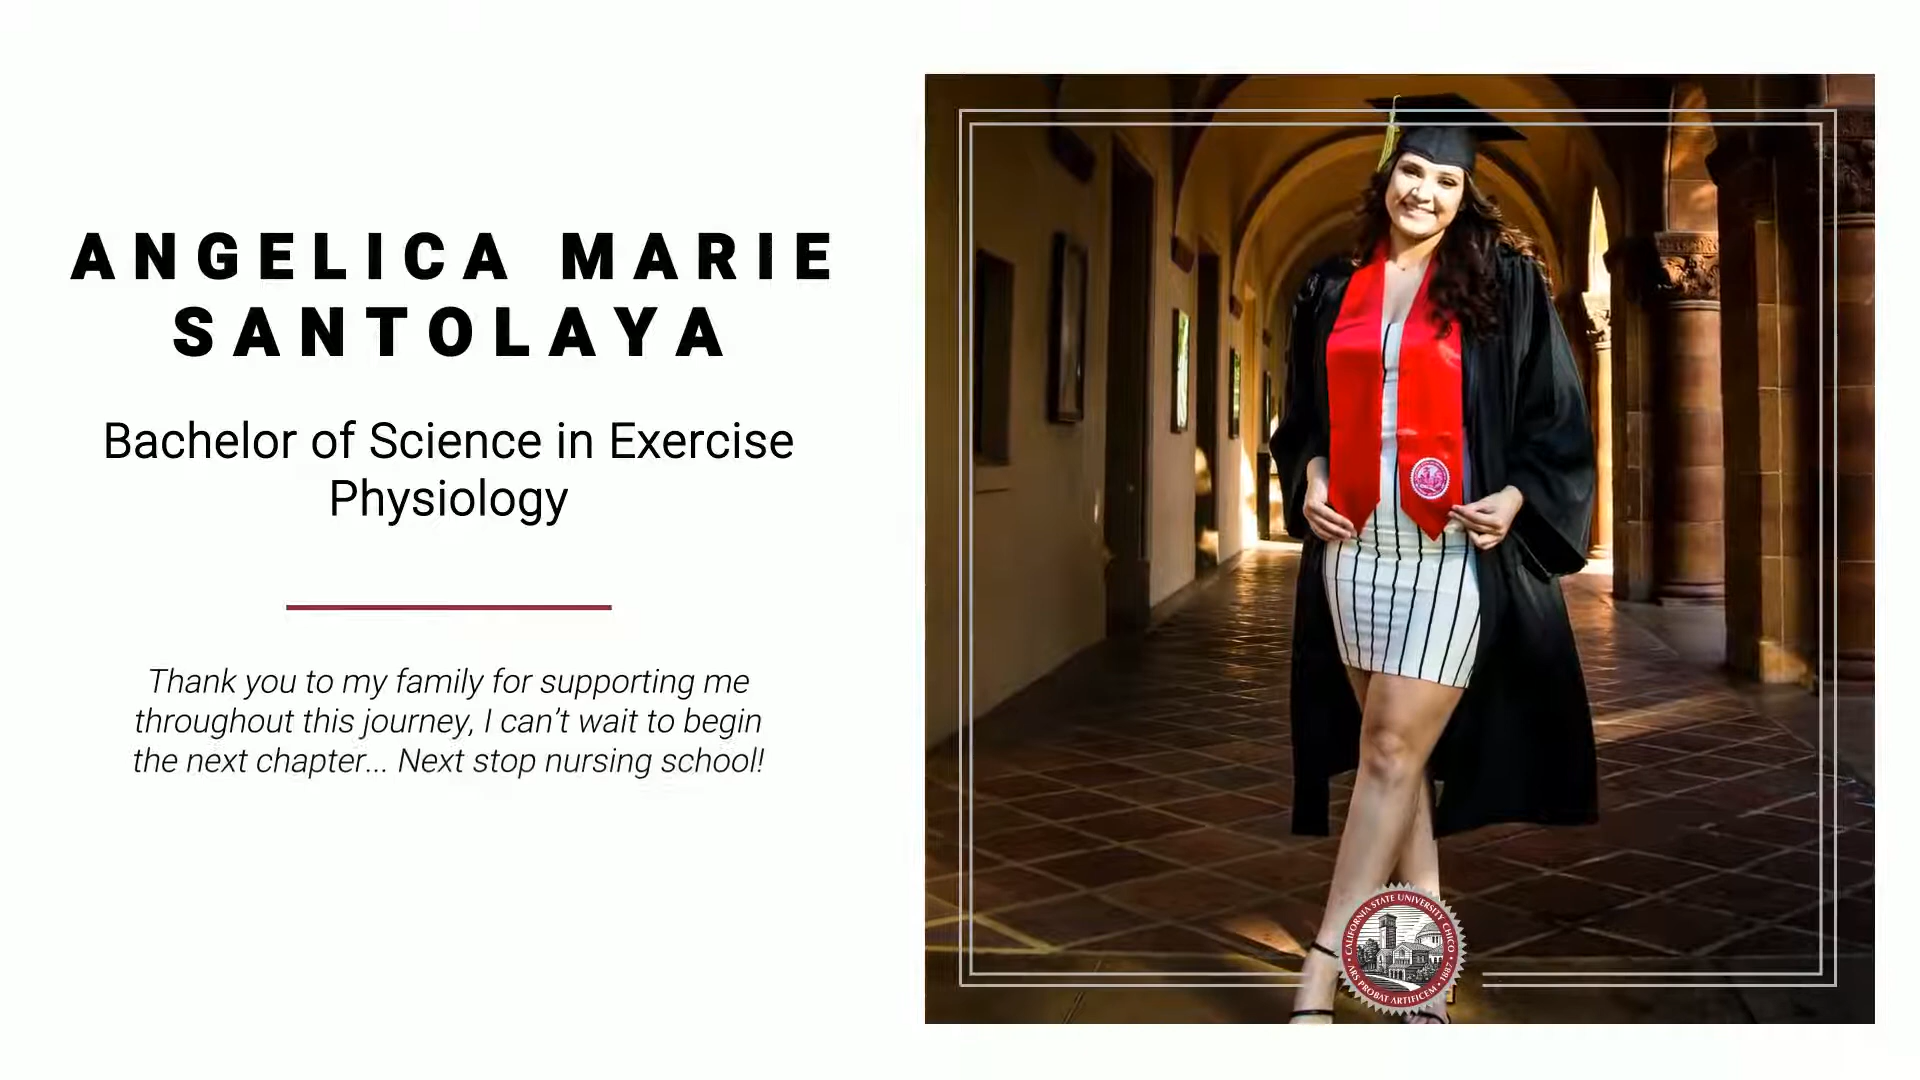 ANGELICA MARIE
SANTOLAYA
Bachelor of Science in Exercise
Physiology
Thank you to my family for supporting me
throughout this journey, I can’t wait to begin
the next chapter... Next stop nursing school!
CALIFORNIA STATE UNIVERSITY CHICO
ARS PROBAT ARTIFICEM • 1887 •